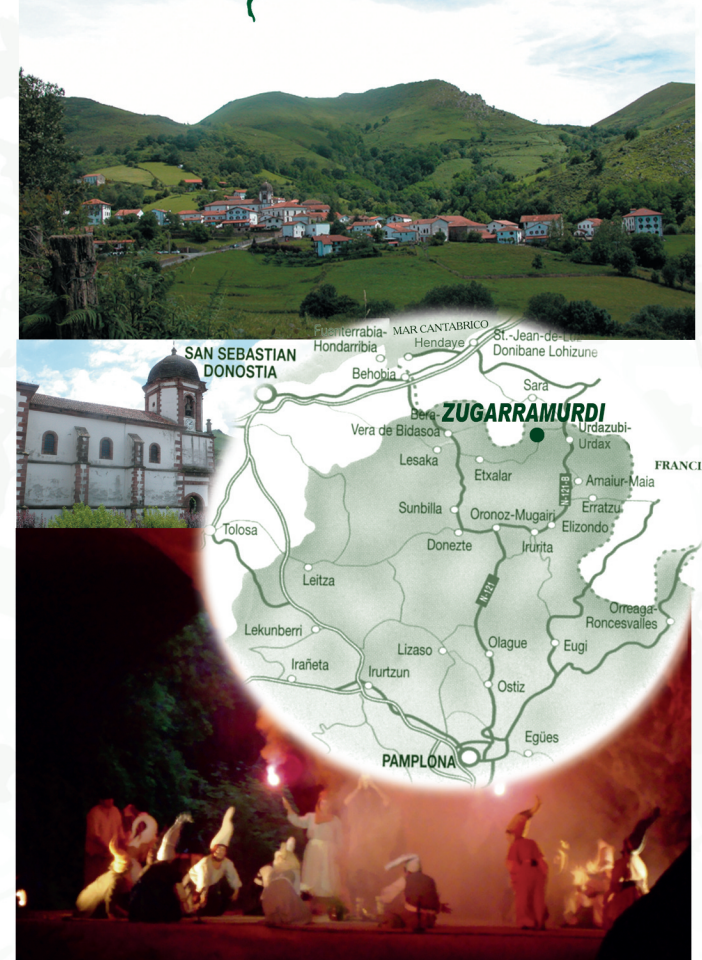 Fuenterrabia-
Hondarribia
MAR CANTABRICO
Hendaye
St.-Jean-de-Luz
Donibane Lohizune
SAN SEBASTIAN
DONOSTIA
Behobia
Sara
Bera-
Vera de Bidasoa
ZUGARRAMURDI
Urdazubi-
Urdax
Lesaka
Etxalar
FRANCI
N-121-B
Amaiur-Maia
Erratzu
Sunbilla
Oronoz-Mugairi
Elizondo
Tolosa
Donezte
Irurita
Leitza
N-121
Orreaga-
Roncesvalles
Lekunberri
Lizaso
Olague
Eugi
Irañeta
Irurtzun
Ostiz
Egües
PAMPLONA